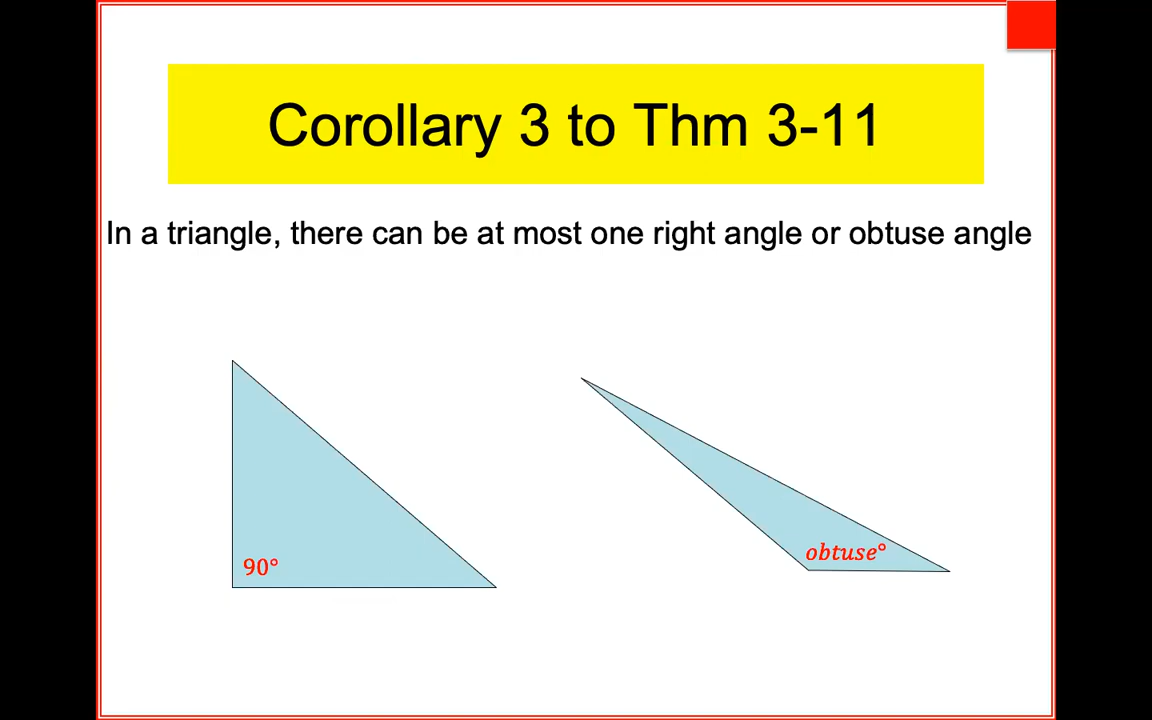 Corollary 3 to Thm 3-11
In a triangle, there can be at most one right angle or obtuse angle
90°
obtuse°